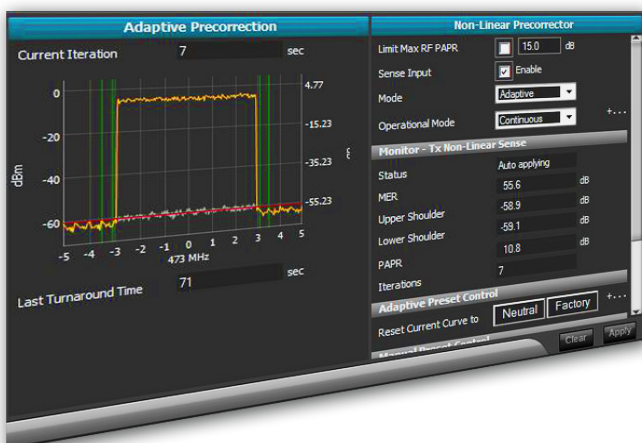 Adaptive Precorrection
Current Iteration 7 sec
0
-20
-40
-60
dBm
4.77
-15.23
-35.23
-55.23
-5 -4 -3 -2 -1 0 1 2 3 4 5
473 MHz
Last Turnaround Time 71 sec
Non-Linear Precorrector
Limit Max RF PAPR 15.0 dB
Sense Input Enable
Mode Adaptive
Operational Mode Continuous +...
Monitor - Tx Non-Linear Sense
Status Auto applying
MER 55.6 dB
Upper Shoulder -58.9 dB
Lower Shoulder -59.1 dB
PAPR 10.8 dB
Iterations 7
Adaptive Preset Control
Reset Current Curve to Neutral Factory +...
Manual Preset Control
Clear Apply